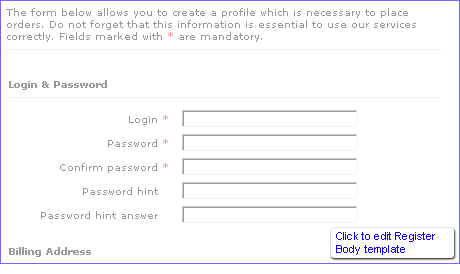 The form below allows you to create a profile which is necessary to place
orders. Do not forget that this information is essential to use our services
correctly. Fields marked with * are mandatory.
Login & Password
Login *
Password *
Confirm password *
Password hint
Password hint answer
Click to edit Register
Body template
Billing Address